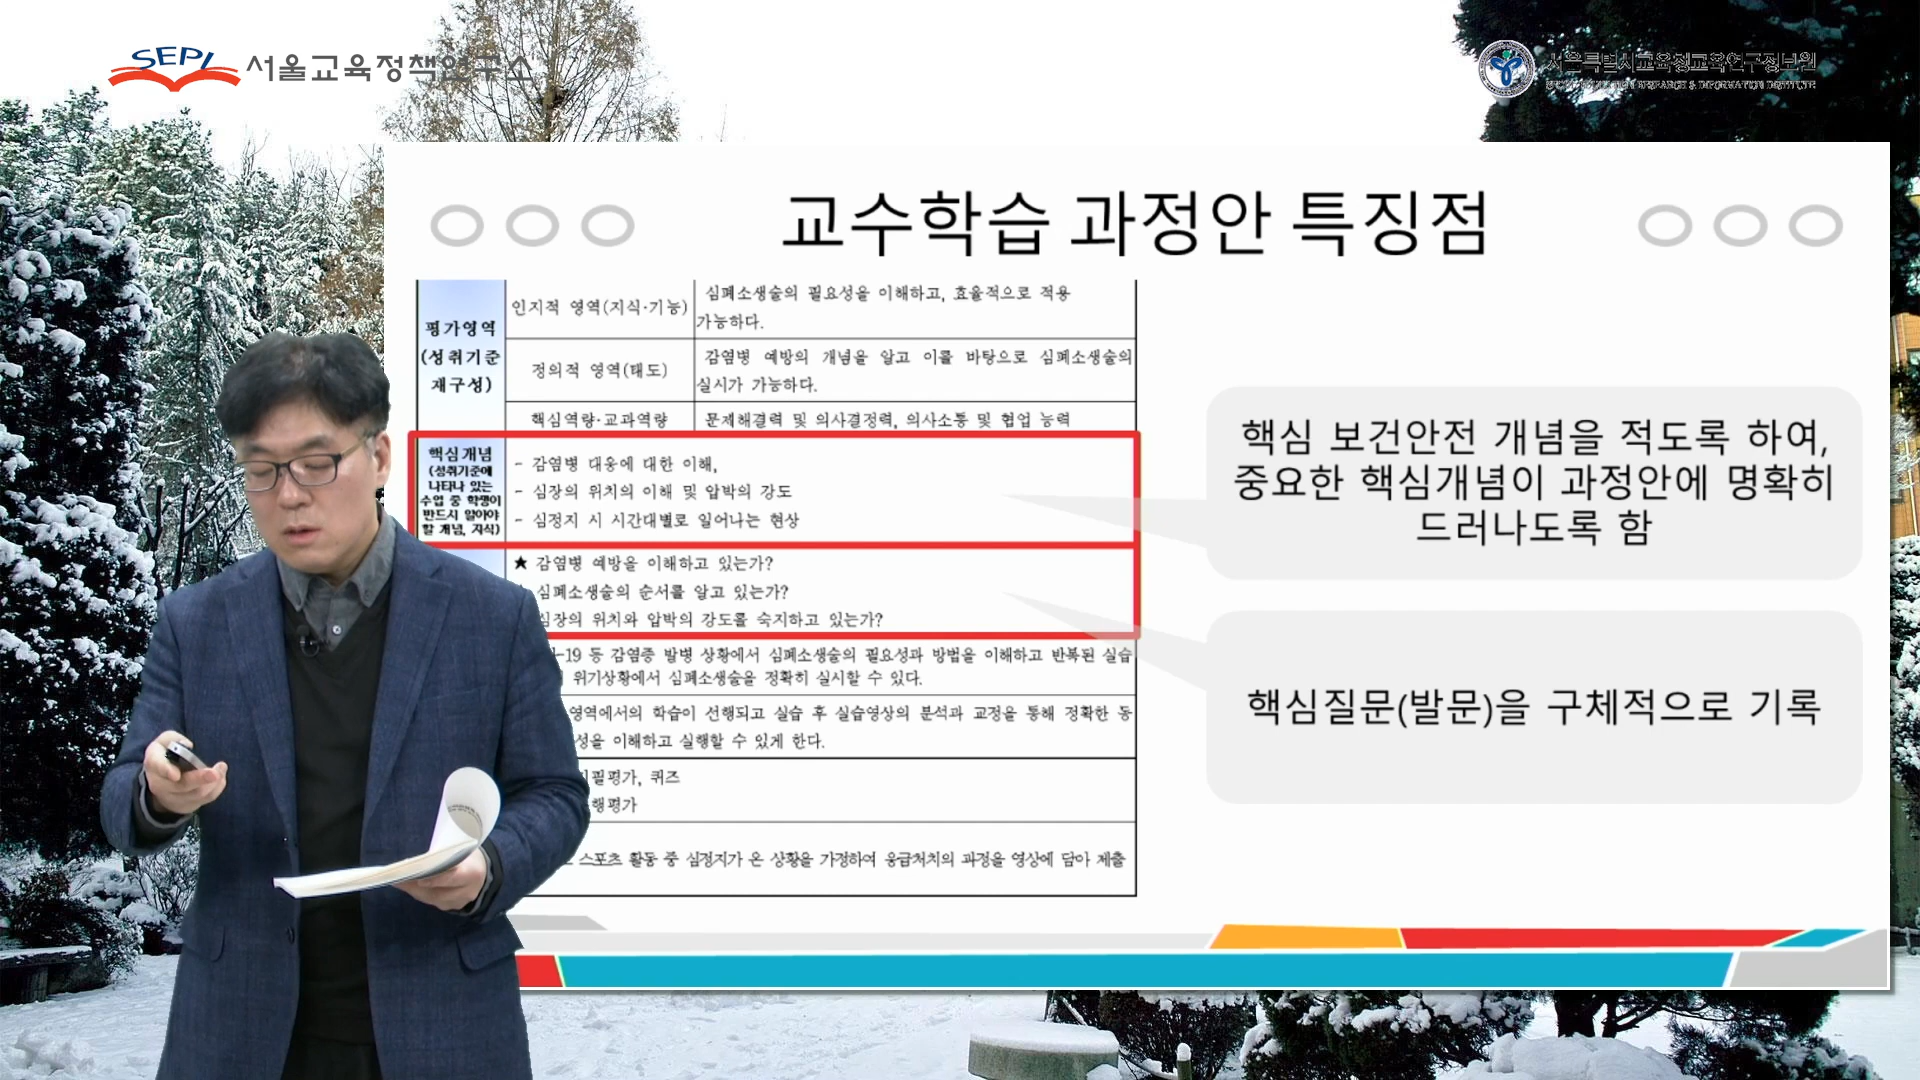 SEPI 서울교육정책연구소
서울특별시교육청교육연구정보원
교수학습 과정안 특징점
평가영역
(성취기준
재구성)
인지적 영역(지식·기능)
심폐소생술의 필요성을 이해하고, 효율적으로 적용
가능하다.
정의적 영역(태도)
감염병 예방의 개념을 알고 이를 바탕으로 심폐소생술의
실시가 가능하다.
핵심역량·교과역량
문제해결력 및 의사결정력, 의사소통 및 협업 능력
핵심개념
(성취기준에
나타나 있는
수업 중 학생이
반드시 알아야
할 개념, 지식)
- 감염병 대응에 대한 이해,
- 심장의 위치의 이해 및 압박의 강도
- 심정지 시 시간대별로 일어나는 현상
★ 감염병 예방을 이해하고 있는가?
심폐소생술의 순서를 알고 있는가?
심장의 위치와 압박의 강도를 숙지하고 있는가?
-19 등 감염증 발병 상황에서 심폐소생술의 필요성과 방법을 이해하고 반복된 실습
위기상황에서 심폐소생술을 정확히 실시할 수 있다.
영역에서의 학습이 선행되고 실습 후 실습영상의 분석과 교정을 통해 정확한 동
성을 이해하고 실행할 수 있게 한다.
필평가, 퀴즈
행평가
스포츠 활동 중 심정지가 온 상황을 가정하여 응급처치의 과정을 영상에 담아 제출
핵심 보건안전 개념을 적도록 하여,
중요한 핵심개념이 과정안에 명확히
드러나도록 함
핵심질문(발문)을 구체적으로 기록